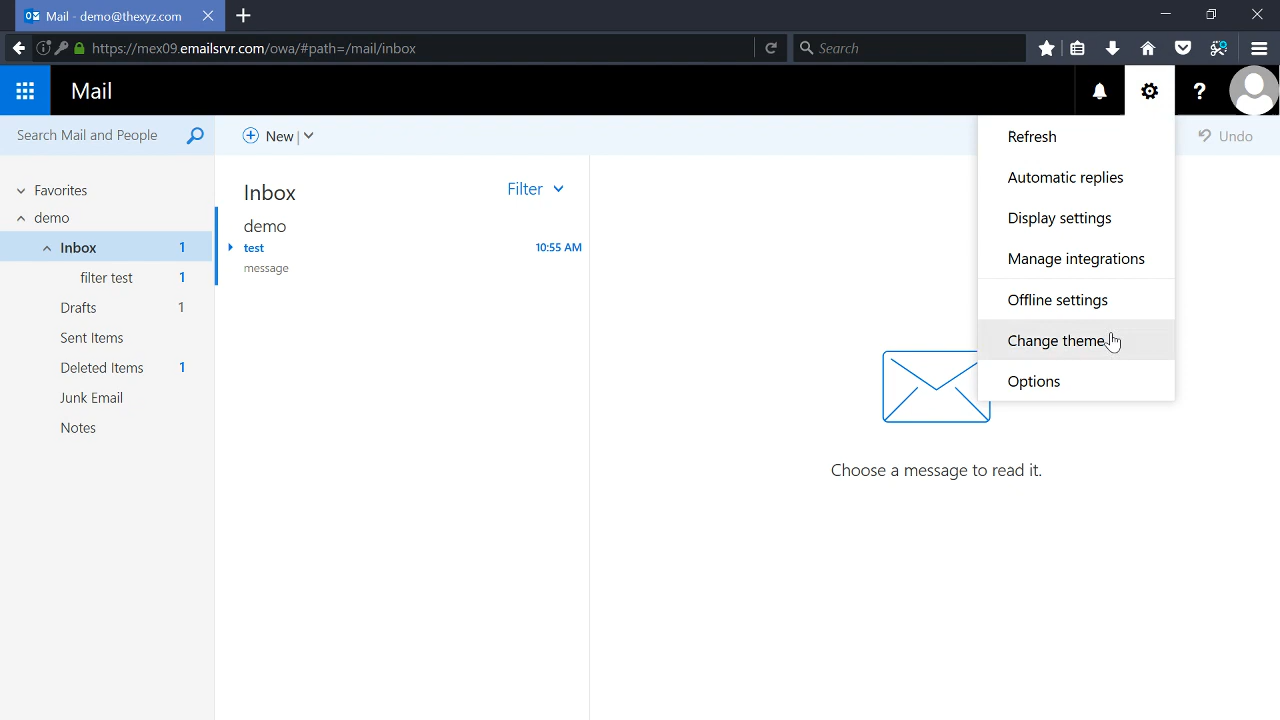 Mail - demo@thexyz.com
https://mex09.emailsrvr.com/owa/#path=/mail/inbox
Search
Mail
?
Search Mail and People
New
Undo
Favorites
demo
Inbox 1
filter test 1
Drafts 1
Sent Items
Deleted Items 1
Junk Email
Notes
Inbox
Filter
demo
test 10:55 AM
message
Refresh
Automatic replies
Display settings
Manage integrations
Offline settings
Change theme
Options
Choose a message to read it.